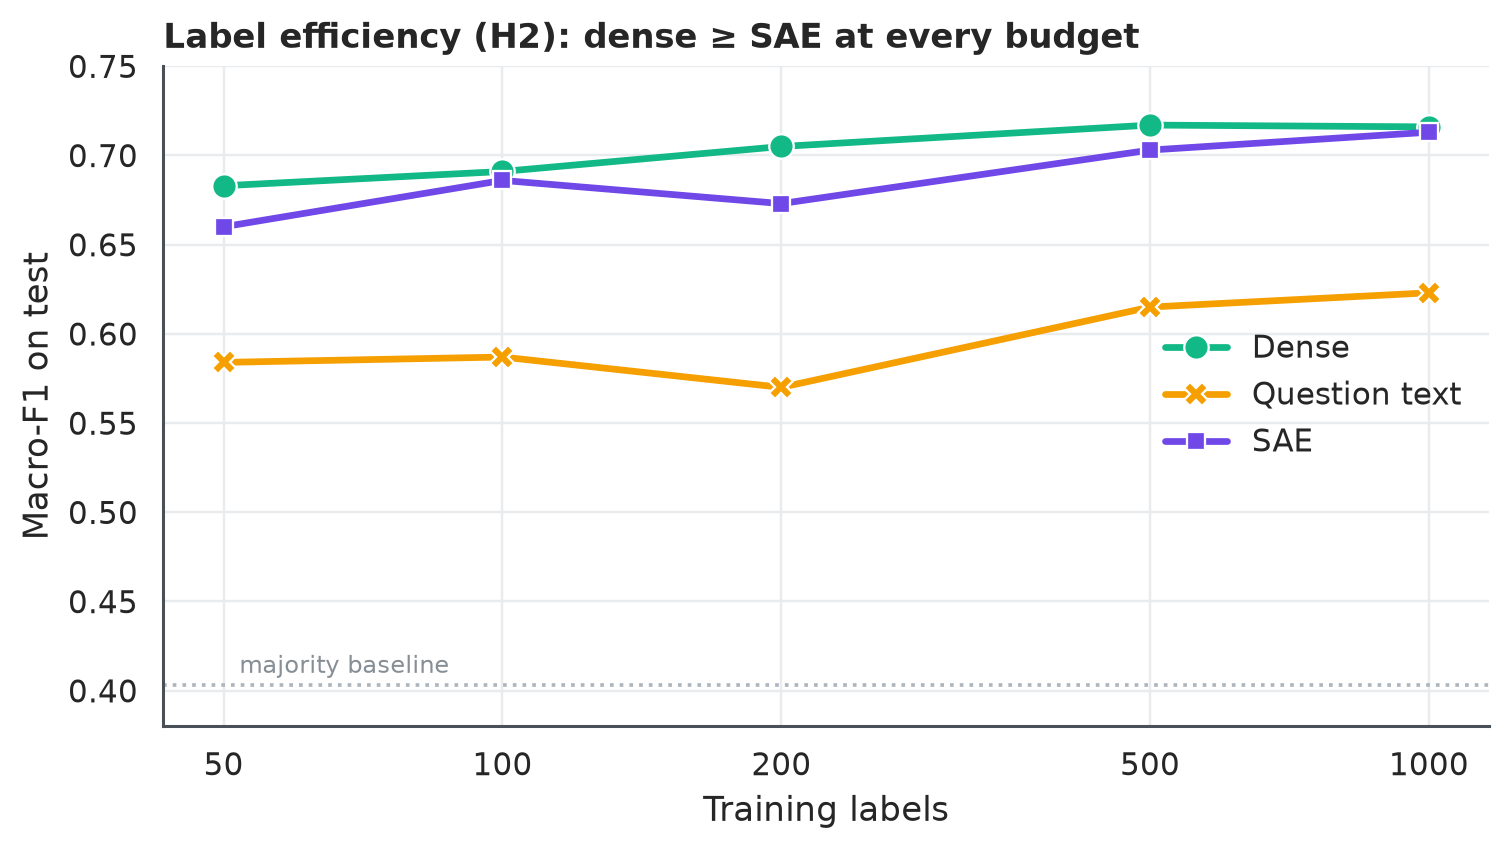 Label efficiency (H2): dense ≥ SAE at every budget
0.75
0.70
0.65
0.60
0.55
0.50
0.45
0.40
Macro-F1 on test
Dense
Question text
SAE
majority baseline
50 100 200 500 1000
Training labels